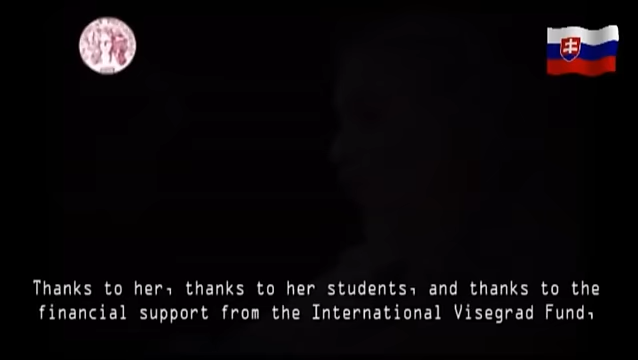 Thanks to her, thanks to her students, and thanks to the
financial support from the International Visegrad Fund,